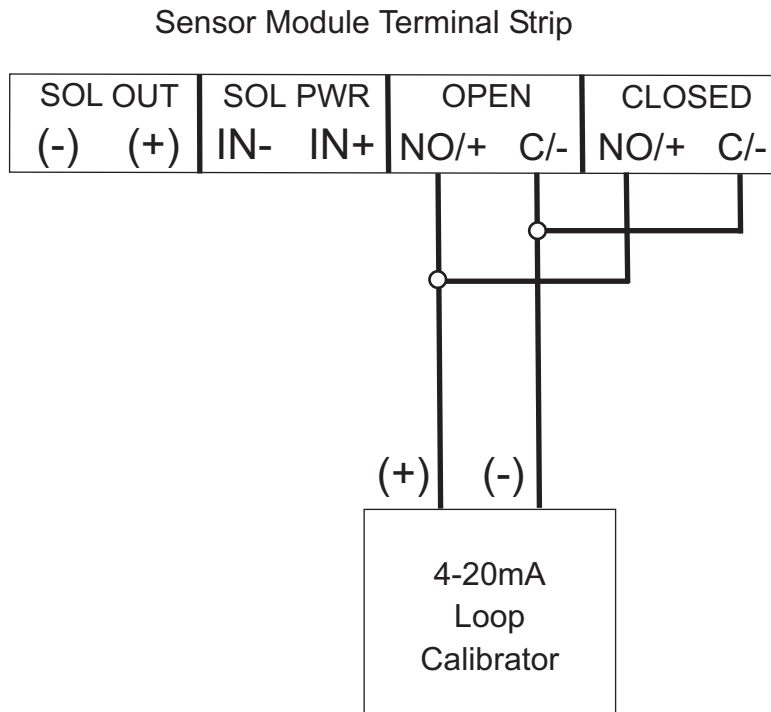 Sensor Module Terminal Strip
SOL OUT SOL PWR OPEN CLOSED
(-) (+) IN- IN+ NO/+ C/- NO/+ C/-
(+) (-)
4-20mA
Loop
Calibrator